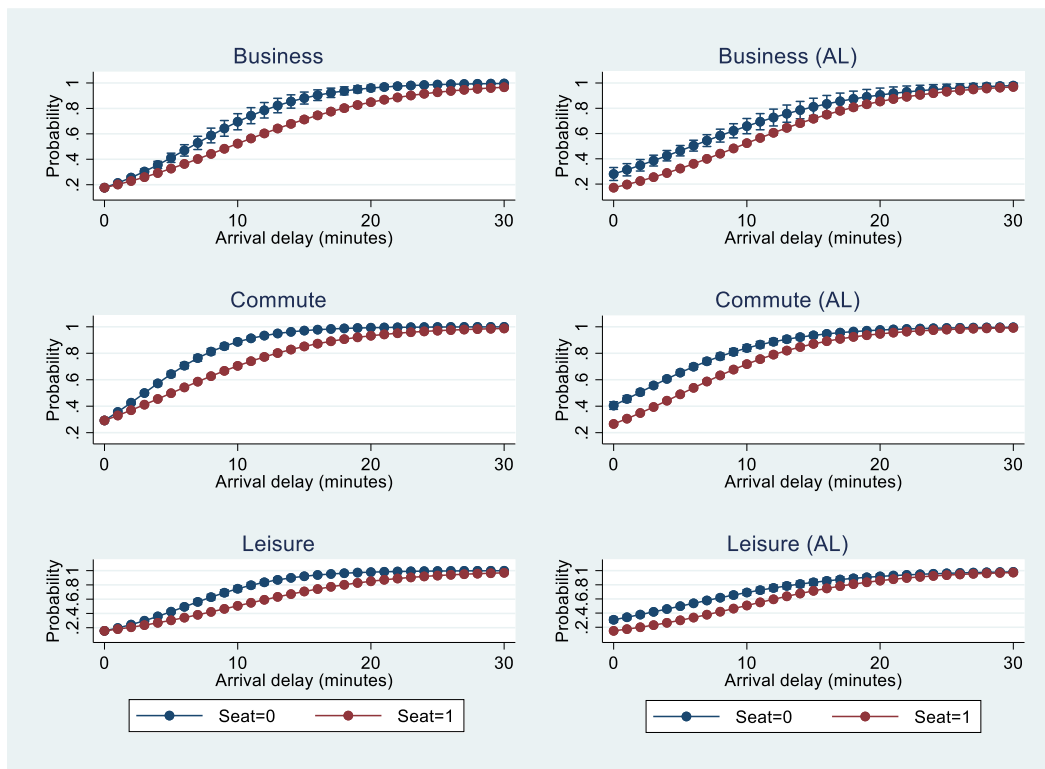 Business
Probability
.2 .4 .6 .8 1
0 10 20 30
Arrival delay (minutes)
Business (AL)
Probability
.2 .4 .6 .8 1
0 10 20 30
Arrival delay (minutes)
Commute
Probability
.2 .4 .6 .8 1
0 10 20 30
Arrival delay (minutes)
Commute (AL)
Probability
.2 .4 .6 .8 1
0 10 20 30
Arrival delay (minutes)
Leisure
Probability
.2.4.6.81
0 10 20 30
Arrival delay (minutes)
Seat=0 Seat=1
Leisure (AL)
Probability
.2.4.6.81
0 10 20 30
Arrival delay (minutes)
Seat=0 Seat=1